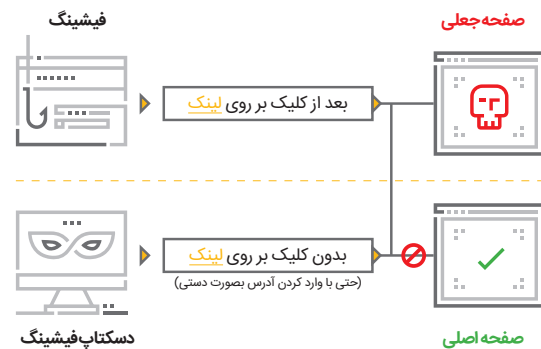 صفحه جعلی
فیشینگ
بعد از کلیک بر روی لینک
بدون کلیک بر روی لینک
(حتی با وارد کردن آدرس بصورت دستی)
صفحه اصلی
دسکتاپ فیشینگ